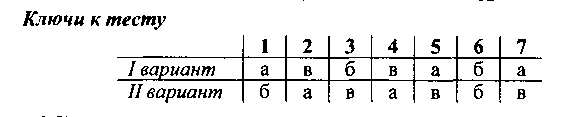 Ключи к тесту
1 2 3 4 5 6 7
I вариант а в б в а б а
II вариант б а в а в б в